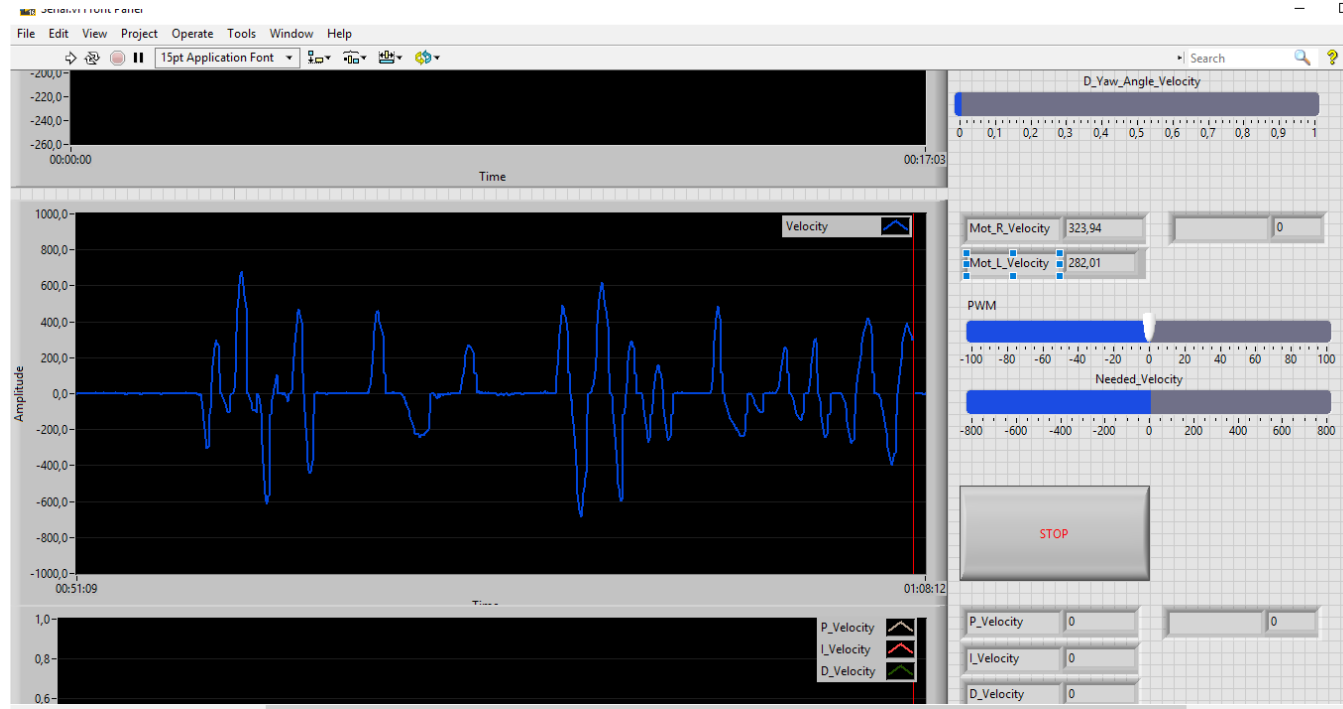 Serial.vi Front Panel
File Edit View Project Operate Tools Window Help
15pt Application Font
Search
-200,0
-220,0
-240,0
-260,0
00:00:00 00:17:03
Time
D_Yaw_Angle_Velocity
0 0,1 0,2 0,3 0,4 0,5 0,6 0,7 0,8 0,9 1
1000,0
800,0
600,0
400,0
200,0
0,0
-200,0
-400,0
-600,0
-800,0
-1000,0
Amplitude
Velocity
00:51:09 01:08:12
Time
Mot_R_Velocity 323,94
0
Mot_L_Velocity 282,01
PWM
-100 -80 -60 -40 -20 0 20 40 60 80 100
Needed_Velocity
-800 -600 -400 -200 0 200 400 600 800
STOP
1,0
0,8
0,6
P_Velocity
I_Velocity
D_Velocity
P_Velocity 0
0
I_Velocity 0
D_Velocity 0